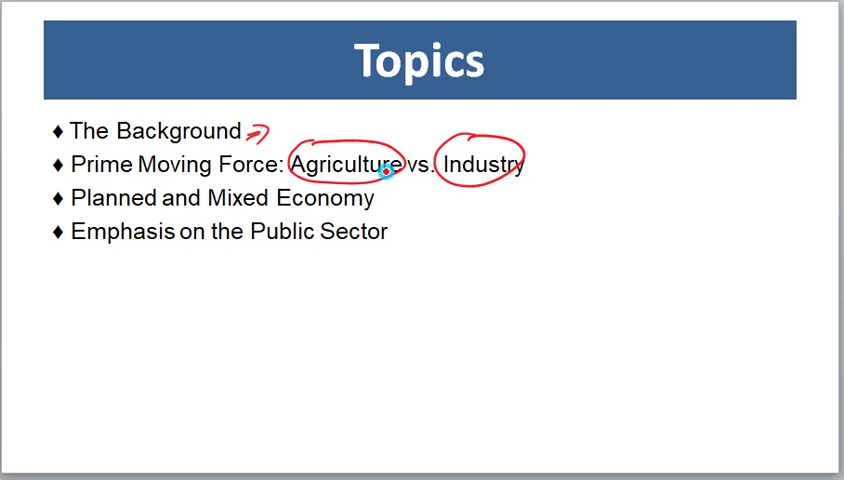 Topics
♦ The Background
♦ Prime Moving Force: Agriculture vs. Industry
♦ Planned and Mixed Economy
♦ Emphasis on the Public Sector